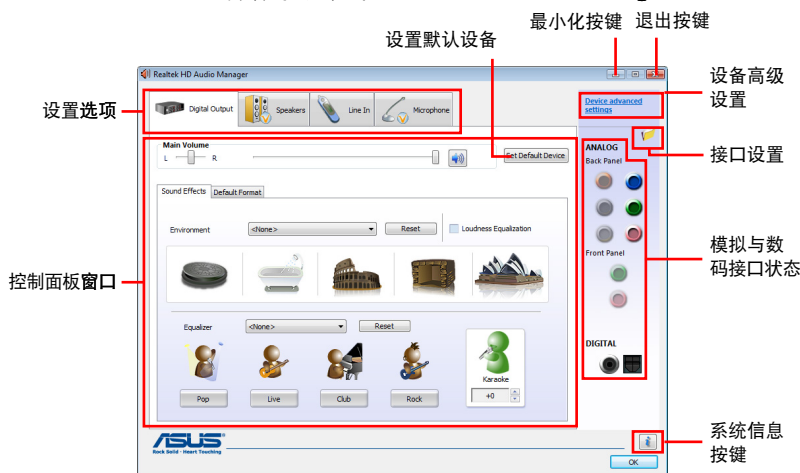 最小化按键 退出按键
设置默认设备
设备高级
设置
设置选项
接口设置
模拟与数
码接口状态
控制面板窗口
系统信息
按键
Realtek HD Audio Manager
Digital Output
Speakers
Line In
Microphone
Device advanced
settings
Main Volume
L R
Set Default Device
ANALOG
Back Panel
Sound Effects Default Format
Environment <None> Reset Loudness Equalization
Front Panel
Equalizer <None> Reset
DIGITAL
Karaoke
Pop Live Club Rock +0
ASUS
Rock Solid · Heart Touching
OK